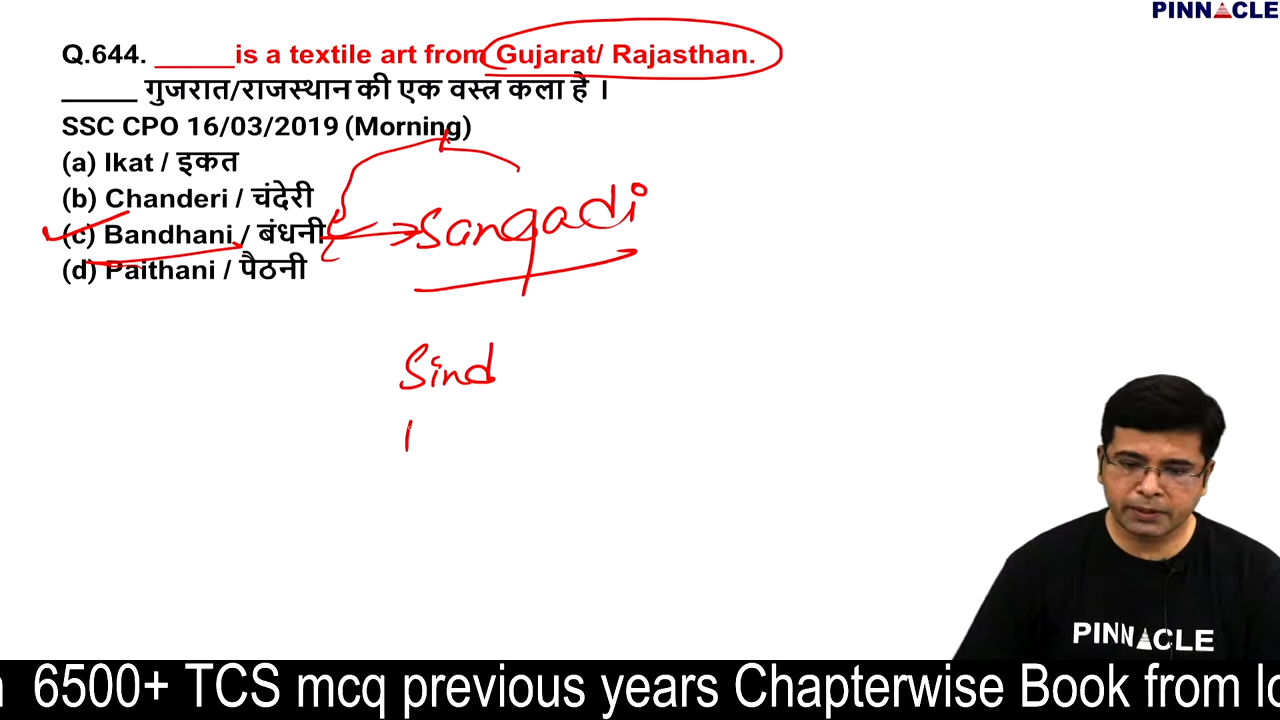 PINNACLE
Q.644. ______is a textile art from Gujarat/ Rajasthan.
______ गुजरात/राजस्थान की एक वस्त्र कला है ।
SSC CPO 16/03/2019 (Morning)
(a) Ikat / इकत
(b) Chanderi / चंदेरी
(c) Bandhani / बंधनी
(d) Paithani / पैठनी
Sangadi
Sind
PINNACLE
6500+ TCS mcq previous years Chapterwise Book from